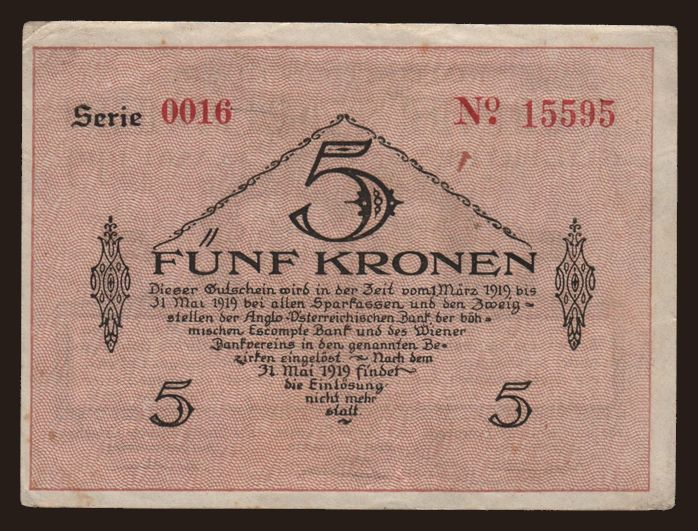 Serie 0016 No. 15595
5
FÜNF KRONEN
Dieser Gutschein wird in der Zeit vom 1 März 1919 bis
31 Mai 1919 bei allen Sparkassen und den Zweig=
stellen der Anglo-Österreichischen Bank der böh=
mischen Escompte Bank und des Wiener
Bankvereins in den genannten Be=
zirken eingelöst ~ Nach dem
31. Mai 1919 findet
die Einlösung
nicht mehr
statt.
5 5